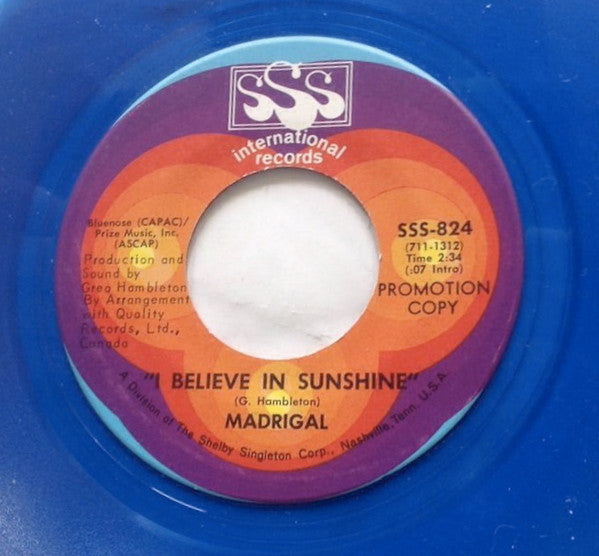 SSS
international
records
Bluenose (CAPAC)/
Prize Music, Inc.
(ASCAP)
Production and
Sound by
Greg Hambleton
By Arrangement
with Quality
Records, Ltd.,
Canada
SSS-824
(711-1312)
Time 2:34
(:07 Intro)
PROMOTION
COPY
"I BELIEVE IN SUNSHINE"
(G. Hambleton)
MADRIGAL
A Division of The Shelby Singleton Corp., Nashville, Tenn. U.S.A.